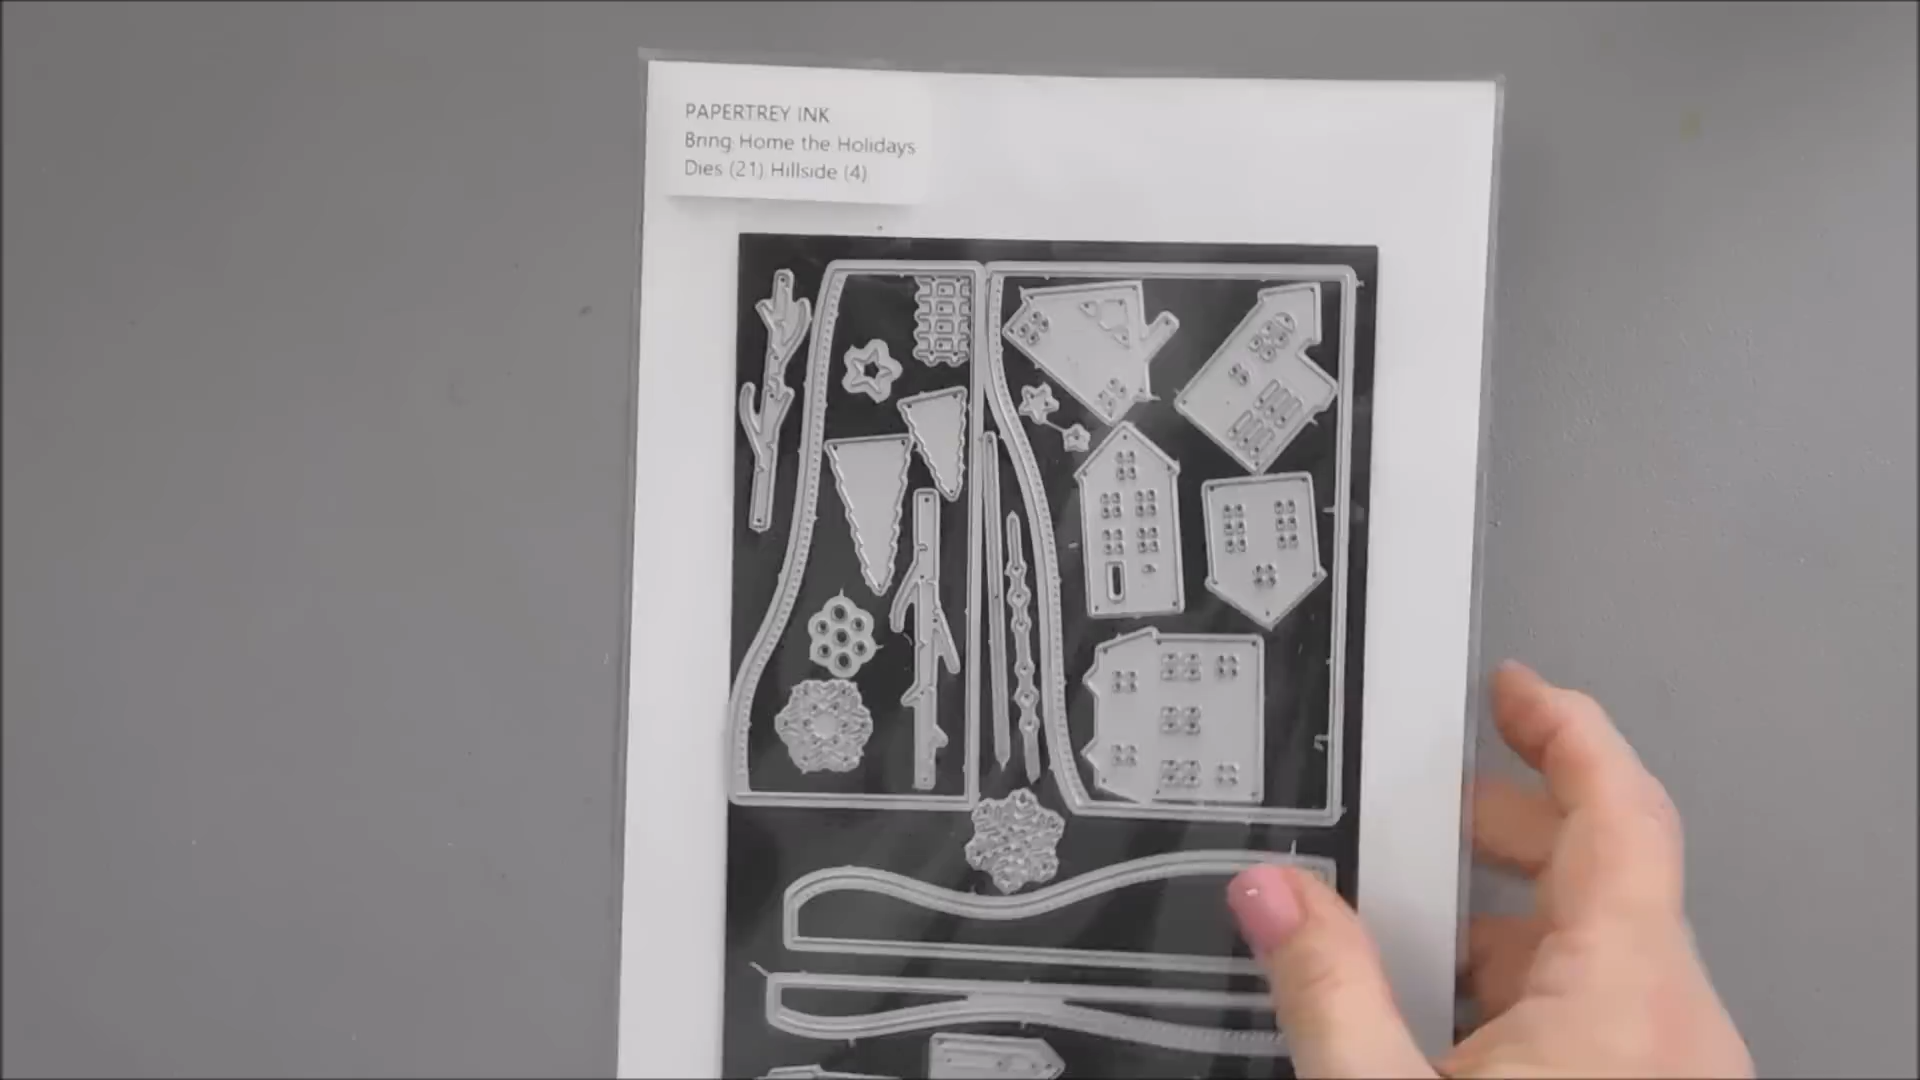 PAPERTREY INK
Bring Home the Holidays
Dies (21) Hillside (4)